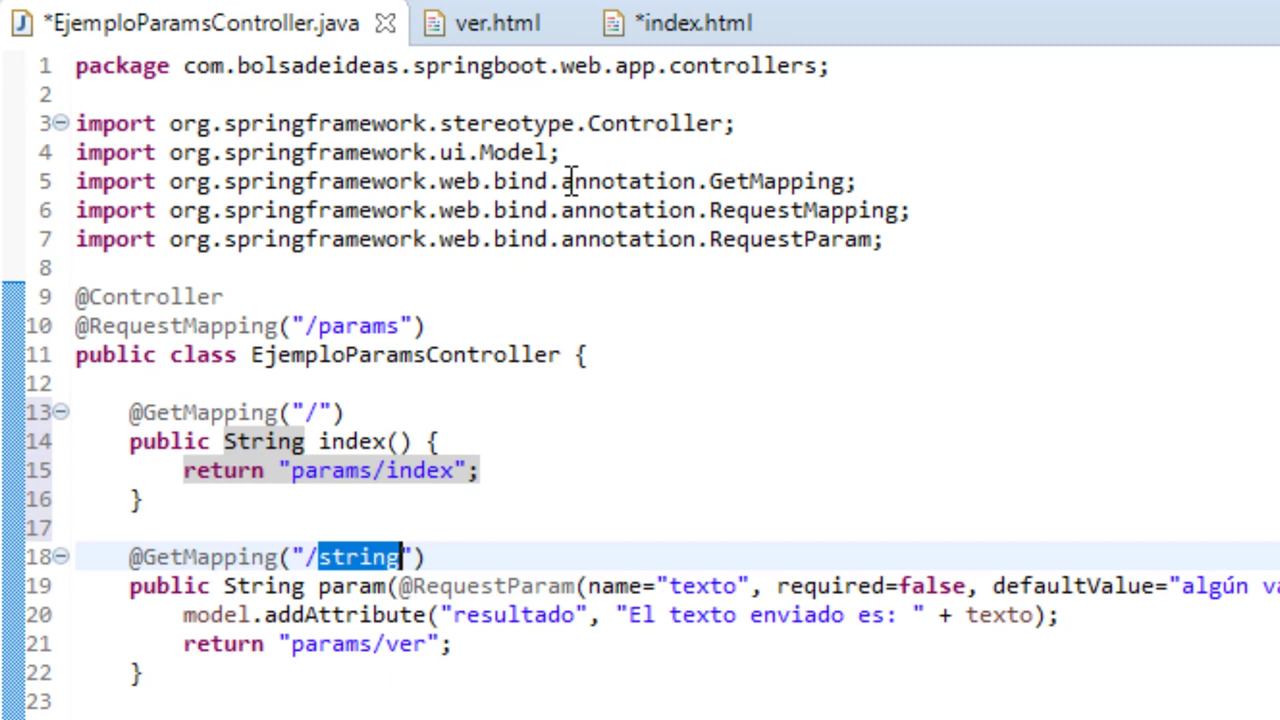 *EjemploParamsController.java ver.html *index.html
1 package com.bolsadeideas.springboot.web.app.controllers;
2
3 import org.springframework.stereotype.Controller;
4 import org.springframework.ui.Model;
5 import org.springframework.web.bind.annotation.GetMapping;
6 import org.springframework.web.bind.annotation.RequestMapping;
7 import org.springframework.web.bind.annotation.RequestParam;
8
9 @Controller
10 @RequestMapping("/params")
11 public class EjemploParamsController {
12
13 @GetMapping("/")
14 public String index() {
15 return "params/index";
16 }
17
18 @GetMapping("/string")
19 public String param(@RequestParam(name="texto", required=false, defaultValue="algún
20 model.addAttribute("resultado", "El texto enviado es: " + texto);
21 return "params/ver";
22 }
23